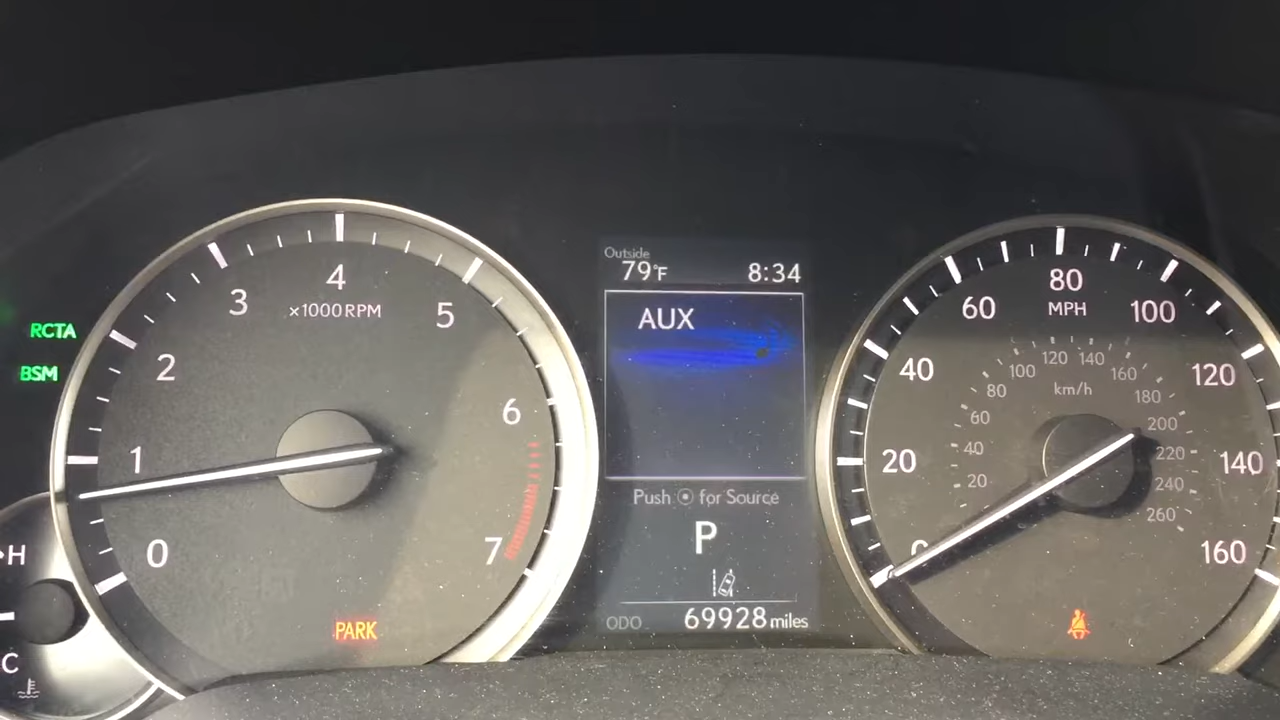 RCTA
BSM
H
C
0
1
2
3
4
5
6
7
×1000RPM
PARK
Outside
79°F 8:34
AUX
Push ⦿ for Source
P
ODO 69928 miles
0
20
40
60
80
100
120
140
160
MPH
km/h
20
40
60
80
100
120
140
160
180
200
220
240
260